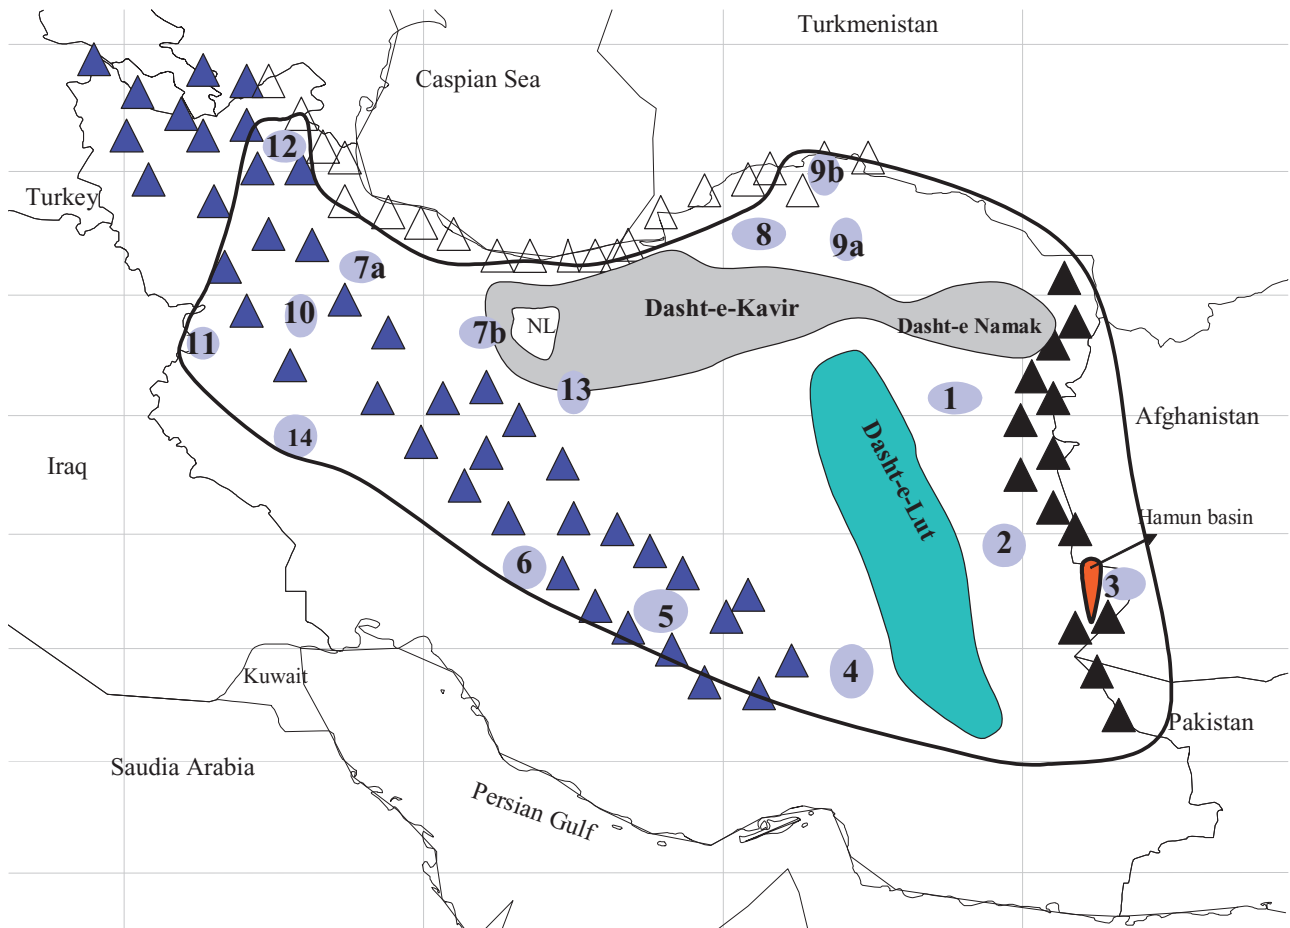 Turkmenistan
Caspian Sea
12
9b
Turkey
8
9a
7a
10
Dasht-e-Kavir
7b
NL
Dasht-e Namak
11
13
1
Afghanistan
14
Iraq
Dasht-e-Lut
Hamun basin
2
6
3
5
4
Kuwait
Pakistan
Saudia Arabia
Persian Gulf